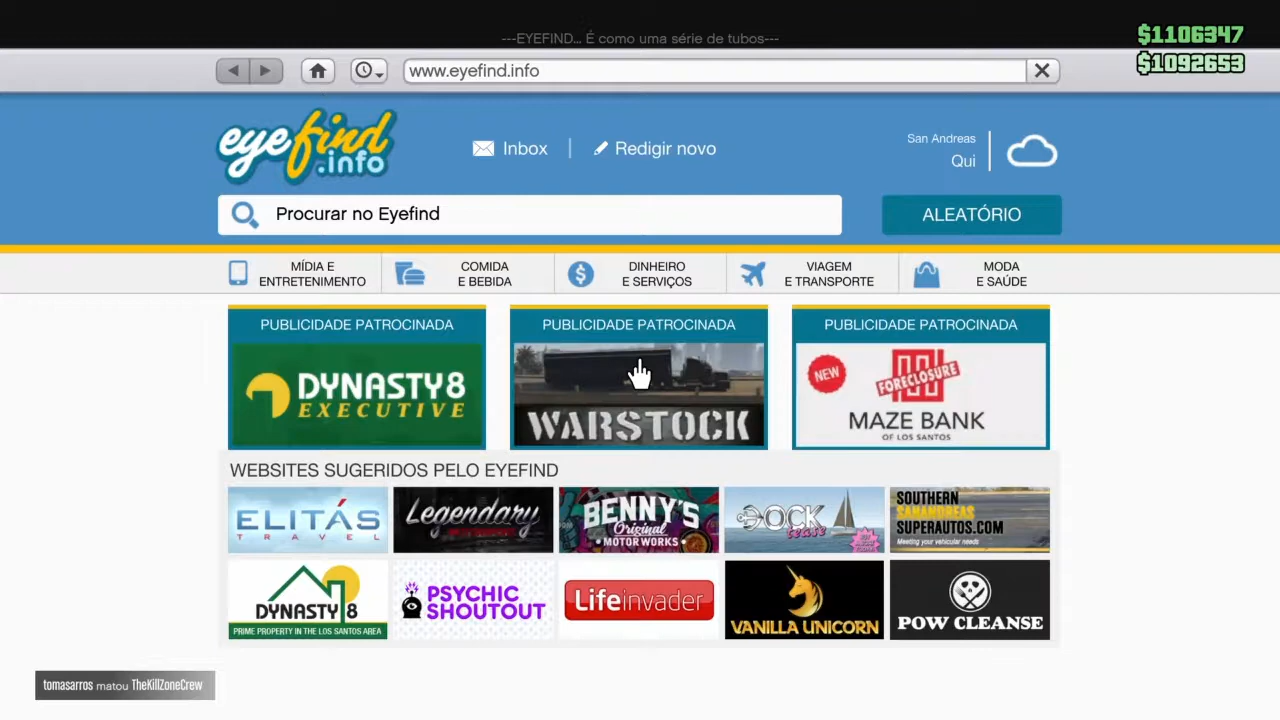 ---EYEFIND... É como uma série de tubos---
$1106347
$1092653
www.eyefind.info
eyefind.info
Inbox
Redigir novo
San Andreas
Qui
Procurar no Eyefind
ALEATÓRIO
MÍDIA E
ENTRETENIMENTO
COMIDA
E BEBIDA
DINHEIRO
E SERVIÇOS
VIAGEM
E TRANSPORTE
MODA
E SAÚDE
PUBLICIDADE PATROCINADA
DYNASTY8
EXECUTIVE
PUBLICIDADE PATROCINADA
WARSTOCK
PUBLICIDADE PATROCINADA
NEW
FORECLOSURE
MAZE BANK
OF LOS SANTOS
WEBSITES SUGERIDOS PELO EYEFIND
ELITÁS
TRAVEL
Legendary
BENNY'S
Original
MOTORWORKS
DOCK
tease
SOUTHERN
SANANDREAS
SUPERAUTOS.COM
Meeting your vehicular needs
DYNASTY 8
PRIME PROPERTY IN THE LOS SANTOS AREA
PSYCHIC
SHOUTOUT
Lifeinvader
VANILLA UNICORN
POW CLEANSE
tomasarros matou TheKillZoneCrew